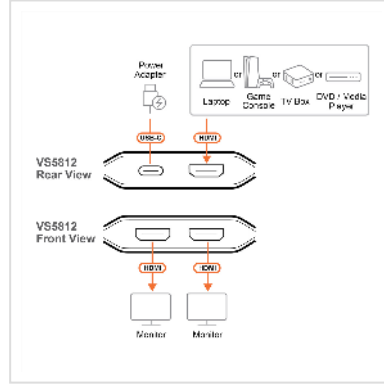 Power
Adapter
Laptop
or
Game
Console
or
TV Box
or
DVD / Media
Player
USB-C
HDMI
VS5812
Rear View
VS5812
Front View
HDMI
HDMI
Monitor
Monitor